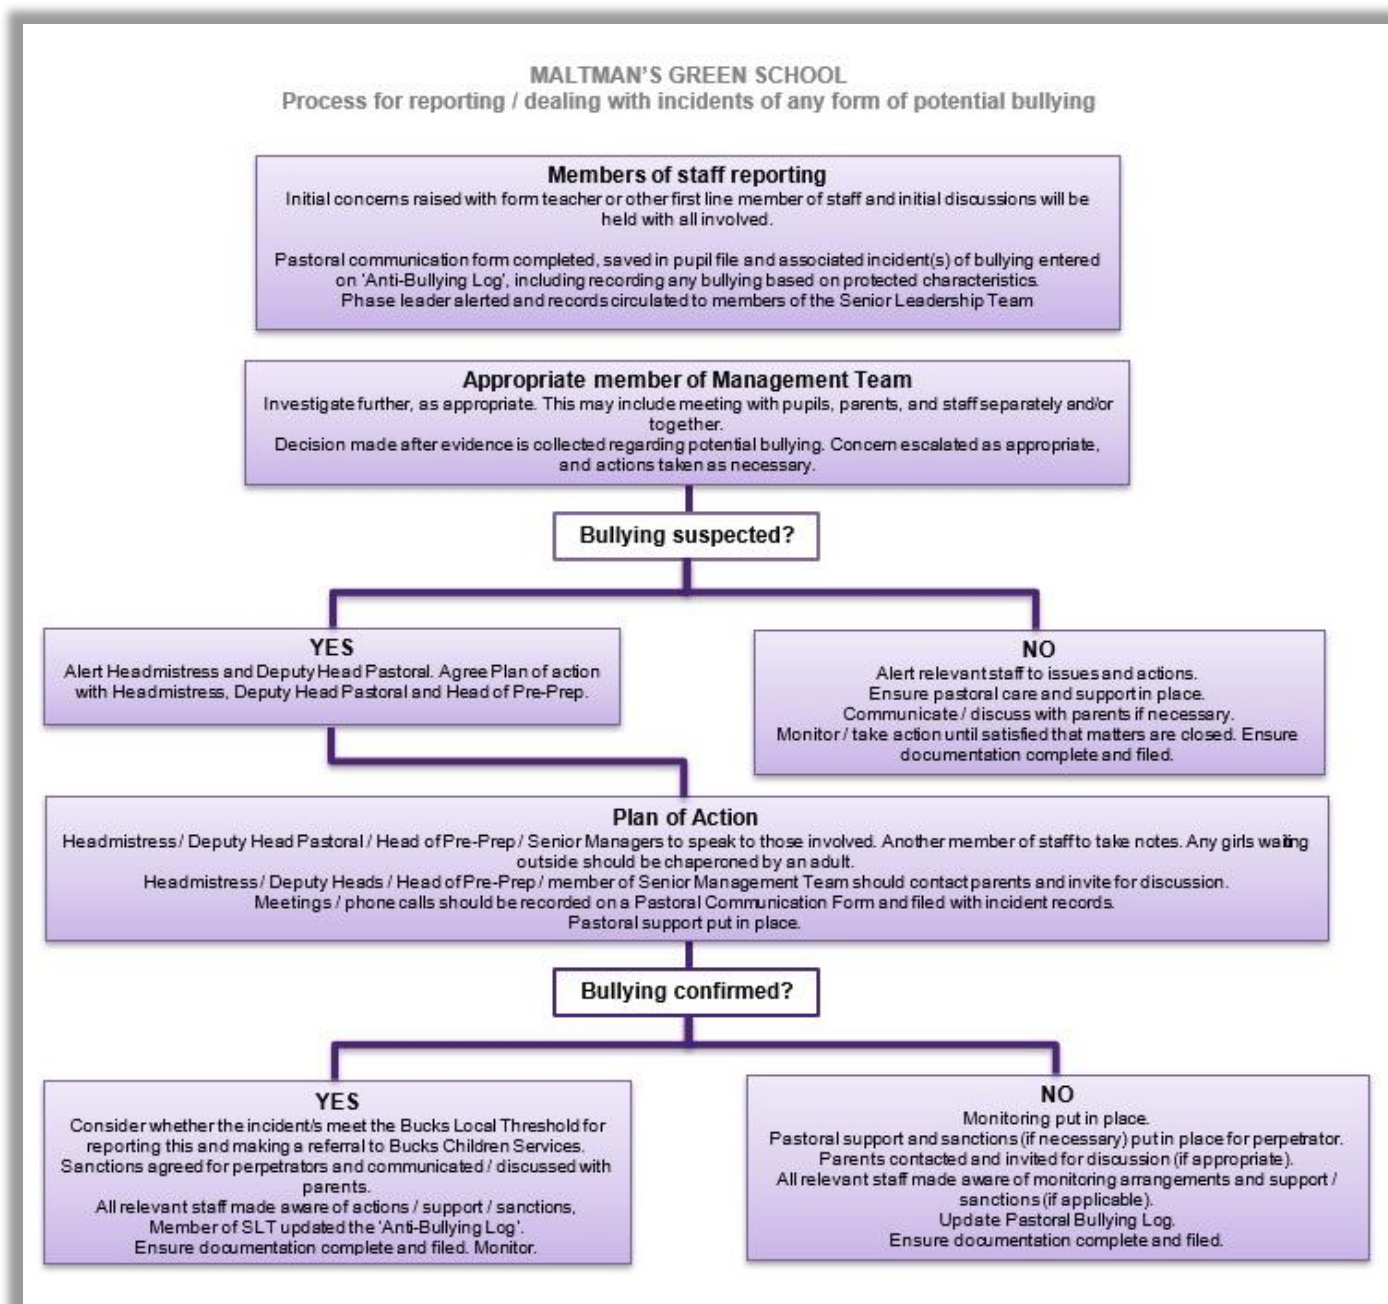 MALTMAN'S GREEN SCHOOL
Process for reporting / dealing with incidents of any form of potential bullying
Members of staff reporting
Initial concerns raised with form teacher or other first line member of staff and initial discussions will be
held with all involved.
Pastoral communication form completed, saved in pupil file and associated incident(s) of bullying entered
on 'Anti-Bullying Log', including recording any bullying based on protected characteristics.
Phase leader alerted and records circulated to members of the Senior Leadership Team
Appropriate member of Management Team
Investigate further, as appropriate. This may include meeting with pupils, parents, and staff separately and/or
together.
Decision made after evidence is collected regarding potential bullying. Concern escalated as appropriate,
and actions taken as necessary.
Bullying suspected?
YES
Alert Headmistress and Deputy Head Pastoral. Agree Plan of action
with Headmistress, Deputy Head Pastoral and Head of Pre-Prep.
NO
Alert relevant staff to issues and actions.
Ensure pastoral care and support in place.
Communicate / discuss with parents if necessary.
Monitor / take action until satisfied that matters are closed. Ensure
documentation complete and filed.
Plan of Action
Headmistress / Deputy Head Pastoral / Head of Pre-Prep / Senior Managers to speak to those involved. Another member of staff to take notes. Any girls waiting
outside should be chaperoned by an adult.
Headmistress / Deputy Heads / Head of Pre-Prep / member of Senior Management Team should contact parents and invite for discussion.
Meetings / phone calls should be recorded on a Pastoral Communication Form and filed with incident records.
Pastoral support put in place.
Bullying confirmed?
YES
Consider whether the incident/s meet the Bucks Local Threshold for
reporting this and making a referral to Bucks Children Services.
Sanctions agreed for perpetrators and communicated / discussed with
parents.
All relevant staff made aware of actions / support / sanctions,
Member of SLT updated the 'Anti-Bullying Log'.
Ensure documentation complete and filed. Monitor.
NO
Monitoring put in place.
Pastoral support and sanctions (if necessary) put in place for perpetrator.
Parents contacted and invited for discussion (if appropriate).
All relevant staff made aware of monitoring arrangements and support /
sanctions (if applicable).
Update Pastoral Bullying Log.
Ensure documentation complete and filed.